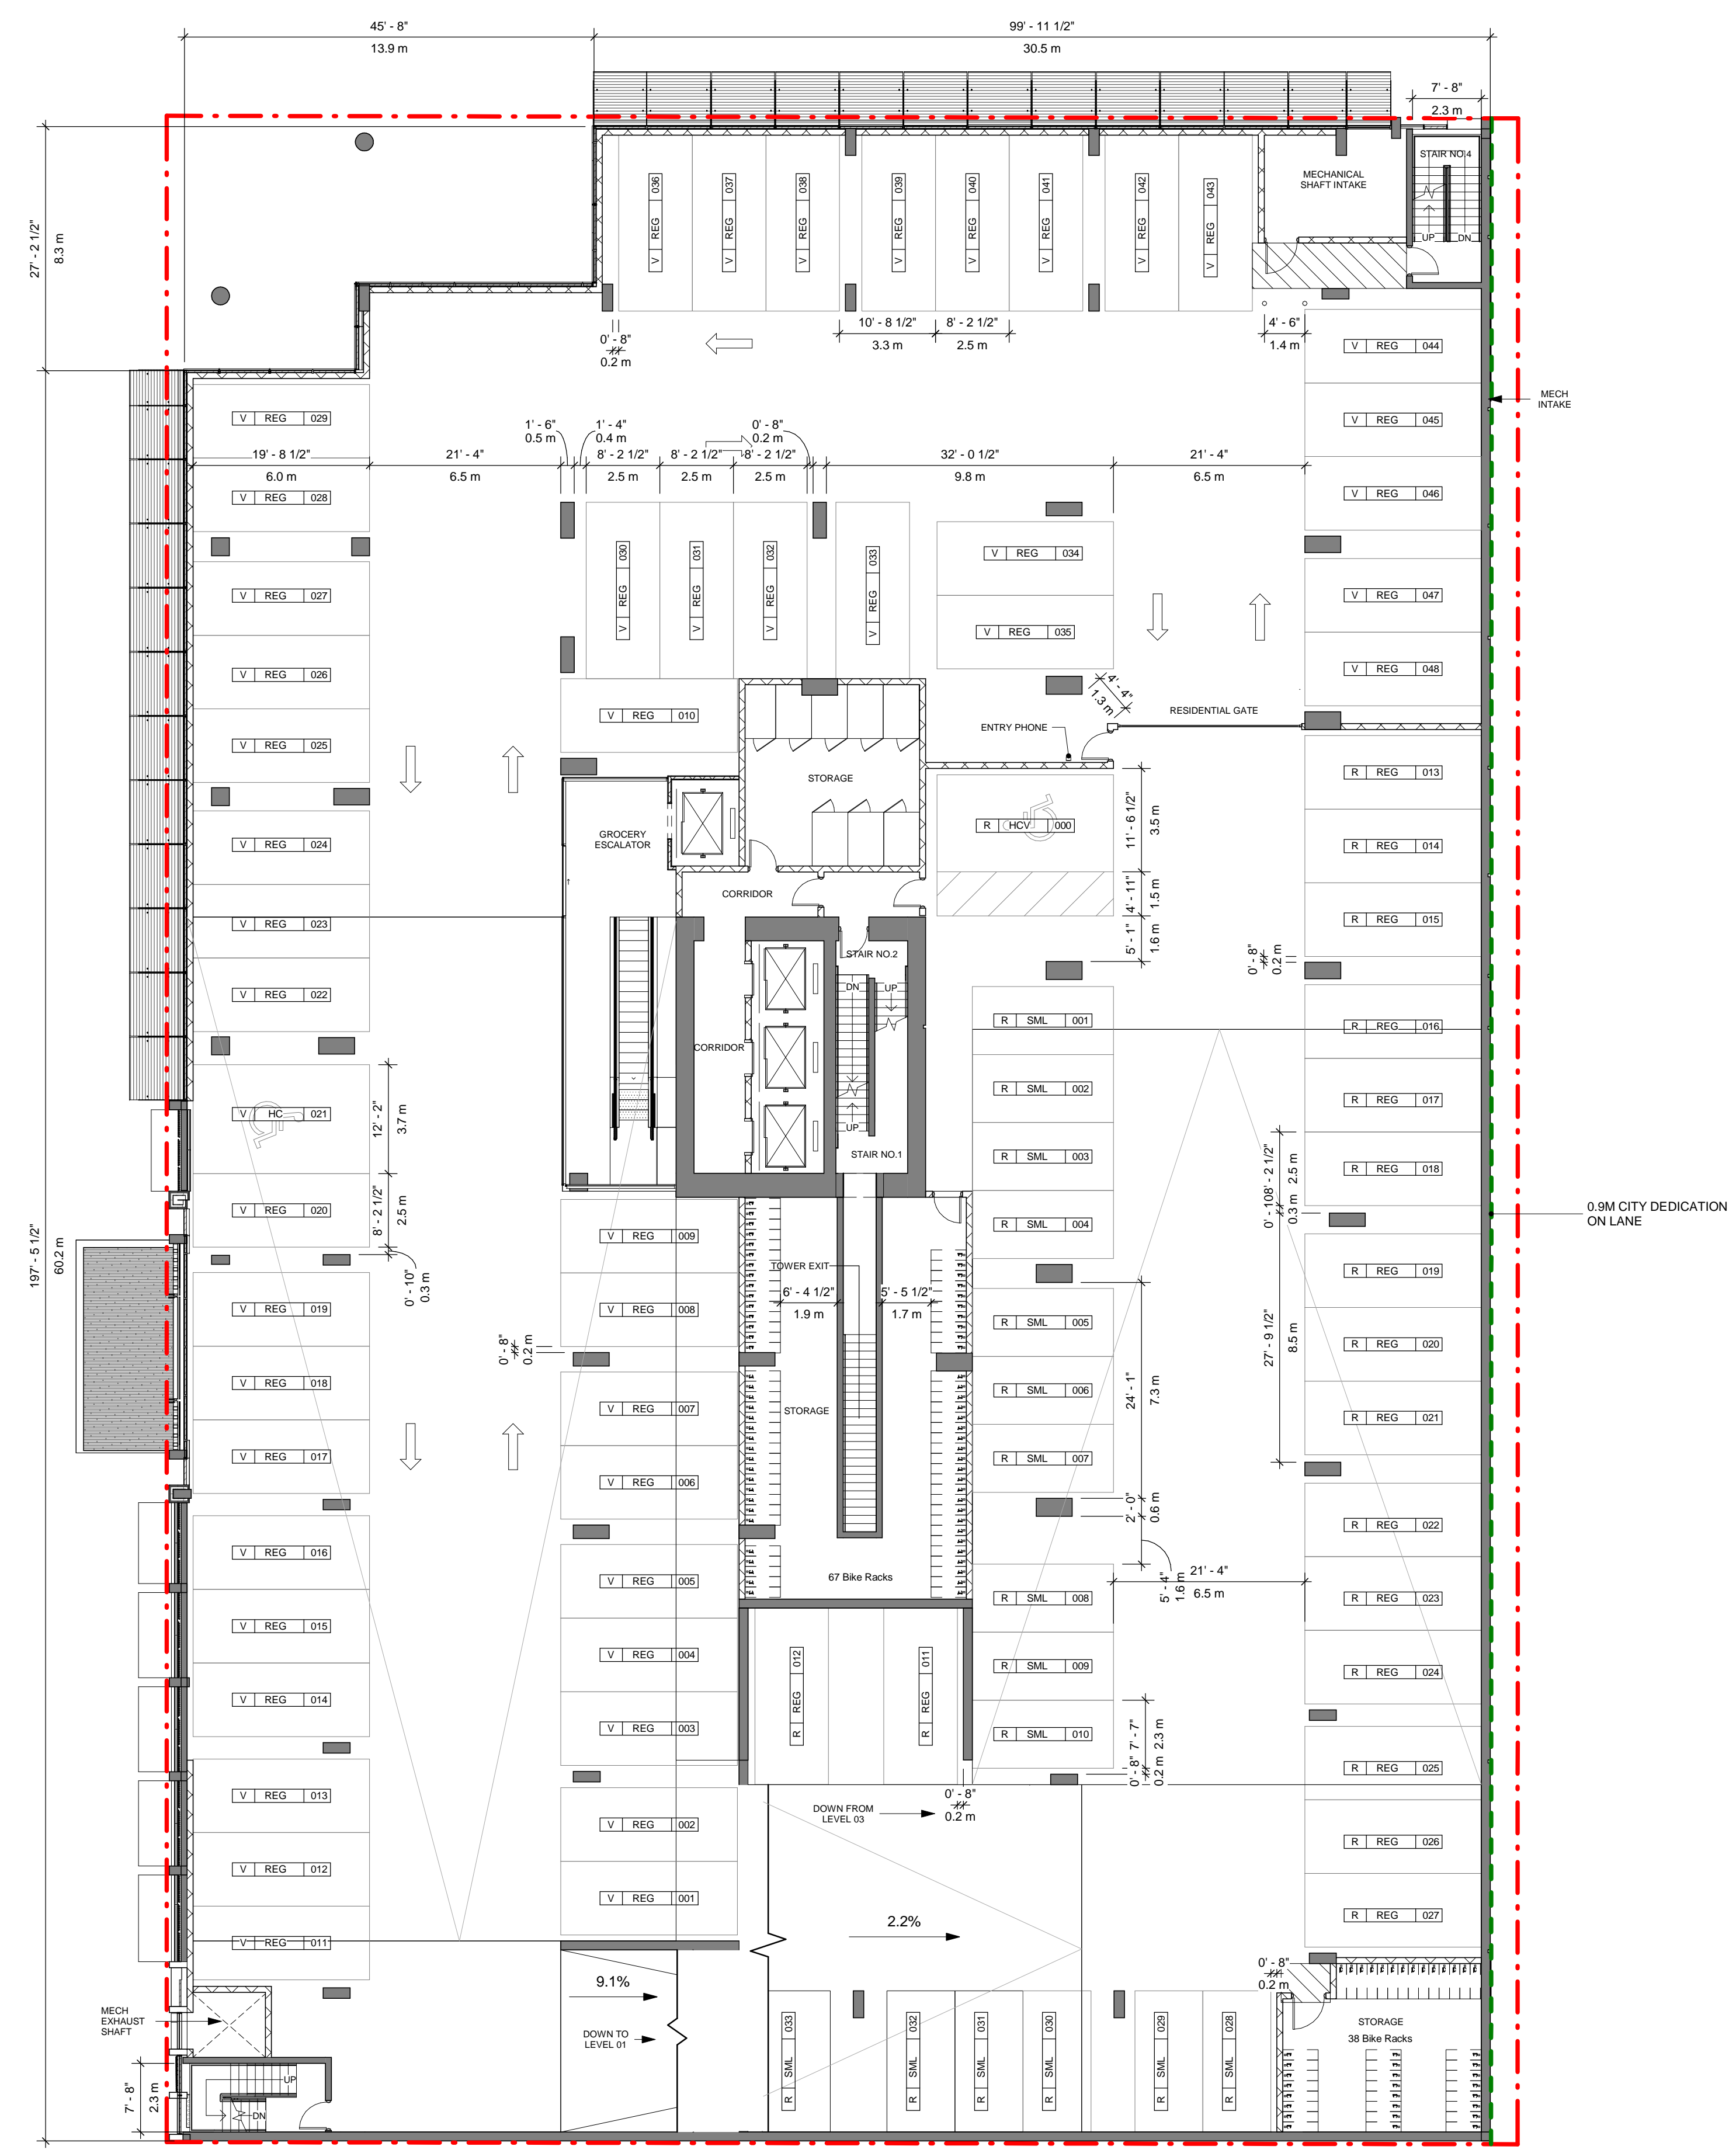 45' - 8"
13.9 m
99' - 11 1/2"
30.5 m
7' - 8"
2.3 m
STAIR NO.4
UP
DN
MECHANICAL
SHAFT INTAKE
27' - 2 1/2"
8.3 m
V REG 036
V REG 037
V REG 038
V REG 039
V REG 040
V REG 041
V REG 042
V REG 043
0' - 8"
0.2 m
10' - 8 1/2"
3.3 m
8' - 2 1/2"
2.5 m
4' - 6"
1.4 m
V REG 044
V REG 045
V REG 046
V REG 047
V REG 048
MECH
INTAKE
V REG 029
V REG 028
V REG 027
V REG 026
V REG 025
V REG 024
V REG 023
V REG 022
V HC 021
V REG 020
V REG 019
V REG 018
V REG 017
V REG 016
V REG 015
V REG 014
V REG 013
V REG 012
V REG 011
19' - 8 1/2"
6.0 m
21' - 4"
6.5 m
1' - 6"
0.5 m
1' - 4"
0.4 m
8' - 2 1/2"
2.5 m
8' - 2 1/2"
2.5 m
8' - 2 1/2"
2.5 m
0' - 8"
0.2 m
32' - 0 1/2"
9.8 m
21' - 4"
6.5 m
V REG 030
V REG 031
V REG 032
V REG 033
V REG 034
V REG 035
V REG 010
4' - 4"
1.3 m
RESIDENTIAL GATE
ENTRY PHONE
STORAGE
GROCERY
ESCALATOR
CORRIDOR
R HCV 000
11' - 6 1/2"
3.5 m
4' - 11"
1.5 m
5' - 1"
1.6 m
STAIR NO.2
DN
UP
CORRIDOR
UP
STAIR NO.1
R REG 013
R REG 014
R REG 015
0' - 8"
0.2 m
R REG 016
R REG 017
R REG 018
R REG 019
R REG 020
R REG 021
R REG 022
R REG 023
R REG 024
R REG 025
R REG 026
R REG 027
8' - 2 1/2"
2.5 m
0' - 10"
0.3 m
27' - 9 1/2"
8.5 m
0.9M CITY DEDICATION
ON LANE
12' - 2"
3.7 m
8' - 2 1/2"
2.5 m
0' - 10"
0.3 m
197' - 5 1/2"
60.2 m
R SML 001
R SML 002
R SML 003
R SML 004
R SML 005
R SML 006
R SML 007
R SML 008
R SML 009
R SML 010
V REG 009
V REG 008
V REG 007
V REG 006
V REG 005
V REG 004
V REG 003
V REG 002
V REG 001
0' - 8"
0.2 m
TOWER EXIT
6' - 4 1/2"
1.9 m
5' - 5 1/2"
1.7 m
STORAGE
67 Bike Racks
24' - 1"
7.3 m
2' - 0"
0.6 m
5' - 4"
1.6 m
21' - 4"
6.5 m
R REG 012
R REG 011
7' - 7"
2.3 m
0' - 8"
0.2 m
0' - 8"
0.2 m
DOWN FROM
LEVEL 03
2.2%
9.1%
DOWN TO
LEVEL 01
R SML 033
R SML 032
R SML 031
R SML 030
R SML 029
R SML 028
0' - 8"
0.2 m
STORAGE
38 Bike Racks
MECH
EXHAUST
SHAFT
7' - 8"
2.3 m
UP
DN